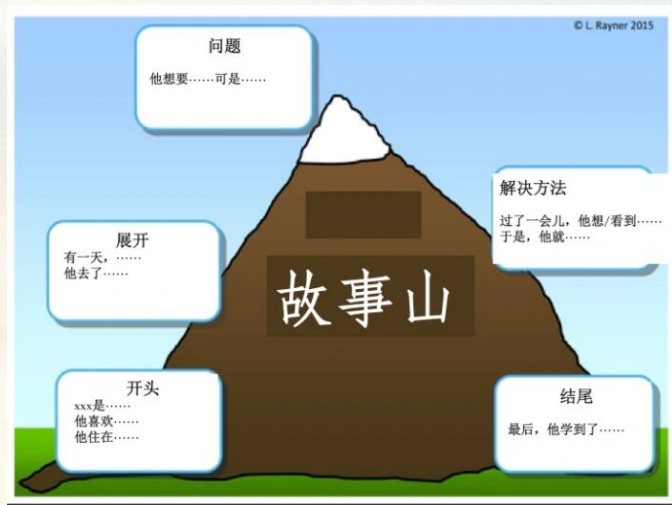 © L. Rayner 2015
问题
他想要……可是……
解决方法
过了一会儿，他想/看到……
于是，他就……
展开
有一天，……
他去了……
故事山
开头
xxx是……
他喜欢……
他住在……
结尾
最后，他学到了……